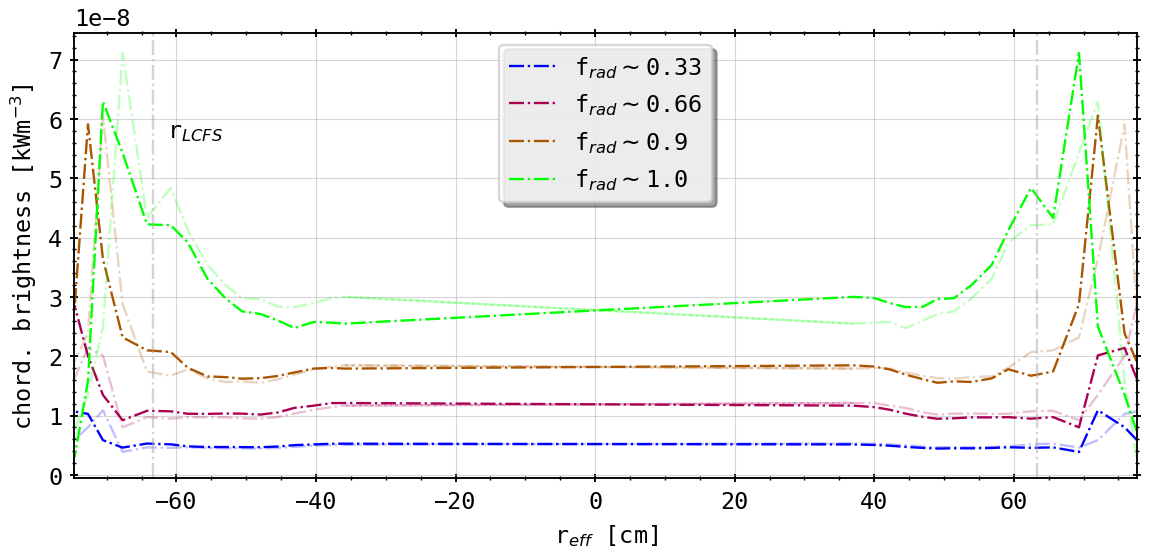 1e−8
chord. brightness [kWm⁻³]
7
6
5
4
3
2
1
0
r_LCFS
f_rad ∼ 0.33
f_rad ∼ 0.66
f_rad ∼ 0.9
f_rad ∼ 1.0
−60 −40 −20 0 20 40 60
r_eff [cm]